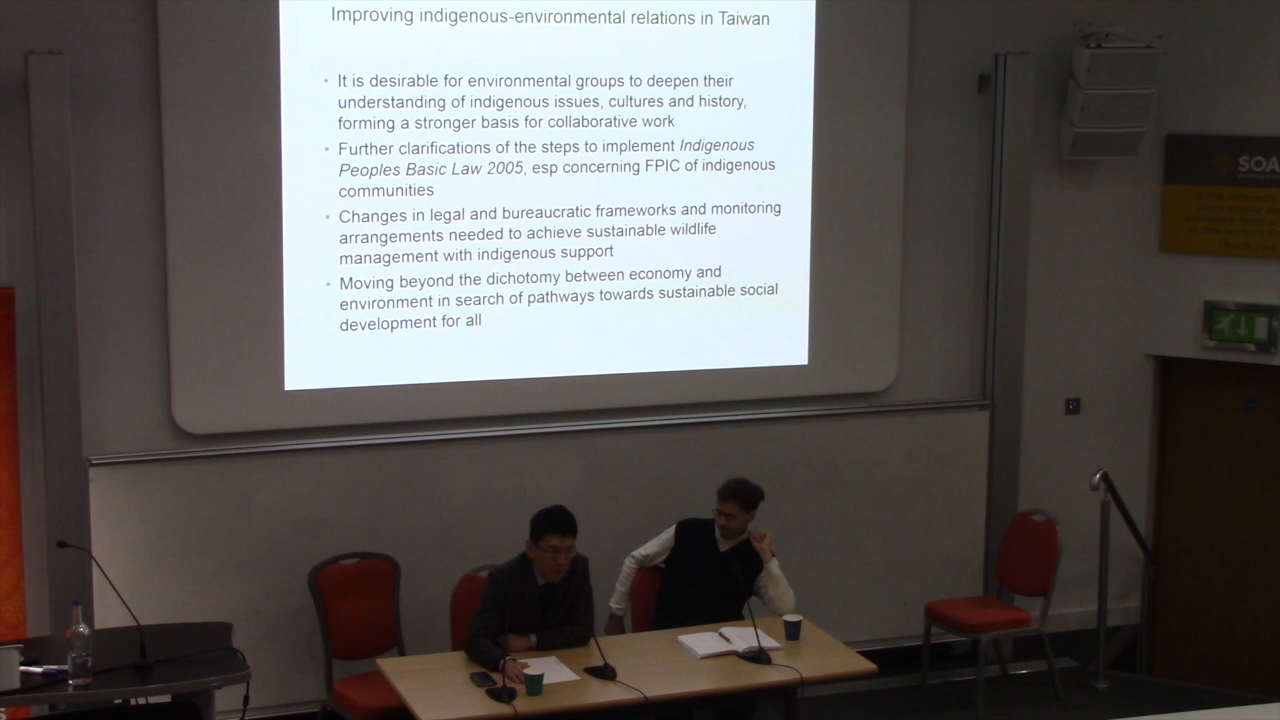 Improving indigenous-environmental relations in Taiwan
• It is desirable for environmental groups to deepen their
understanding of indigenous issues, cultures and history,
forming a stronger basis for collaborative work
• Further clarifications of the steps to implement Indigenous
Peoples Basic Law 2005, esp concerning FPIC of indigenous
communities
• Changes in legal and bureaucratic frameworks and monitoring
arrangements needed to achieve sustainable wildlife
management with indigenous support
• Moving beyond the dichotomy between economy and
environment in search of pathways towards sustainable social
development for all
SOA